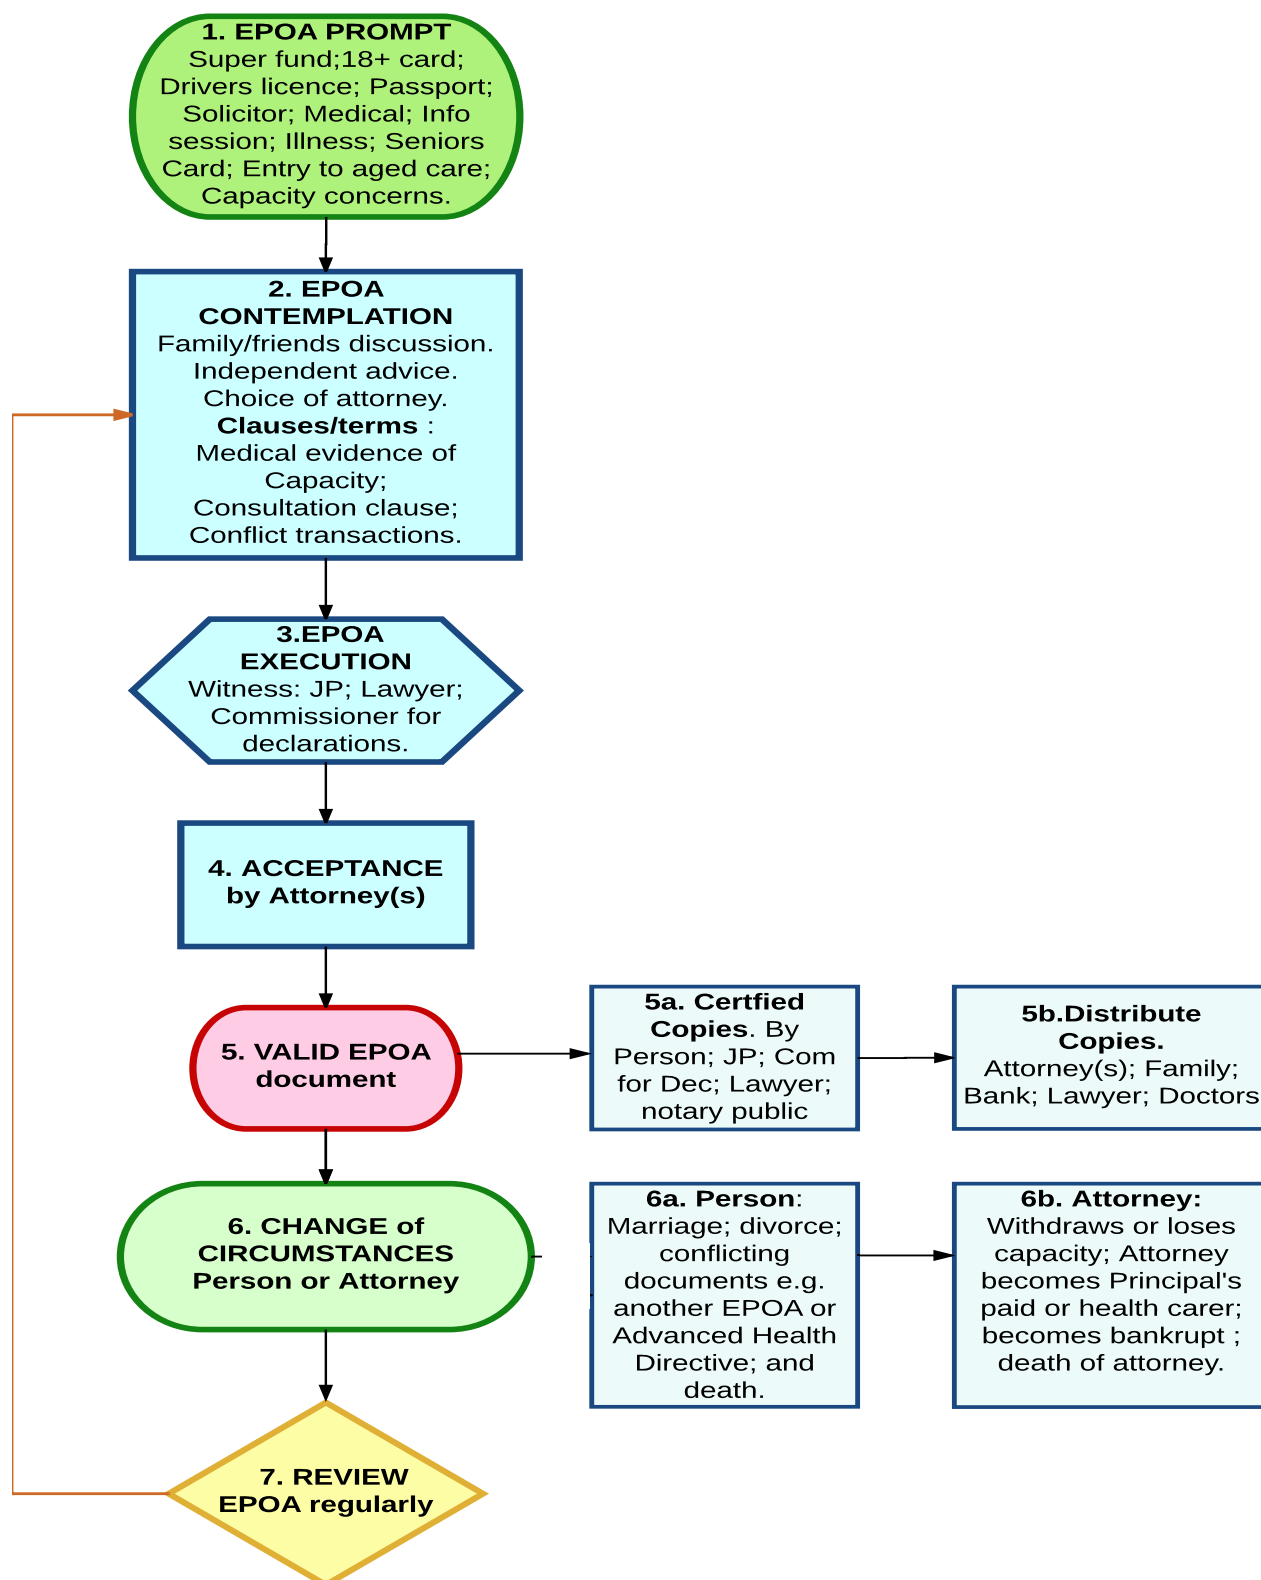 1. EPOA PROMPT
Super fund;18+ card;
Drivers licence; Passport;
Solicitor; Medical; Info
session; Illness; Seniors
Card; Entry to aged care;
Capacity concerns.
2. EPOA
CONTEMPLATION
Family/friends discussion.
Independent advice.
Choice of attorney.
Clauses/terms :
Medical evidence of
Capacity;
Consultation clause;
Conflict transactions.
3.EPOA
EXECUTION
Witness: JP; Lawyer;
Commissioner for
declarations.
4. ACCEPTANCE
by Attorney(s)
5. VALID EPOA
document
5a. Certfied
Copies. By
Person; JP; Com
for Dec; Lawyer;
notary public
5b.Distribute
Copies.
Attorney(s); Family;
Bank; Lawyer; Doctors
6. CHANGE of
CIRCUMSTANCES
Person or Attorney
6a. Person:
Marriage; divorce;
conflicting
documents e.g.
another EPOA or
Advanced Health
Directive; and
death.
6b. Attorney:
Withdraws or loses
capacity; Attorney
becomes Principal's
paid or health carer;
becomes bankrupt ;
death of attorney.
7. REVIEW
EPOA regularly